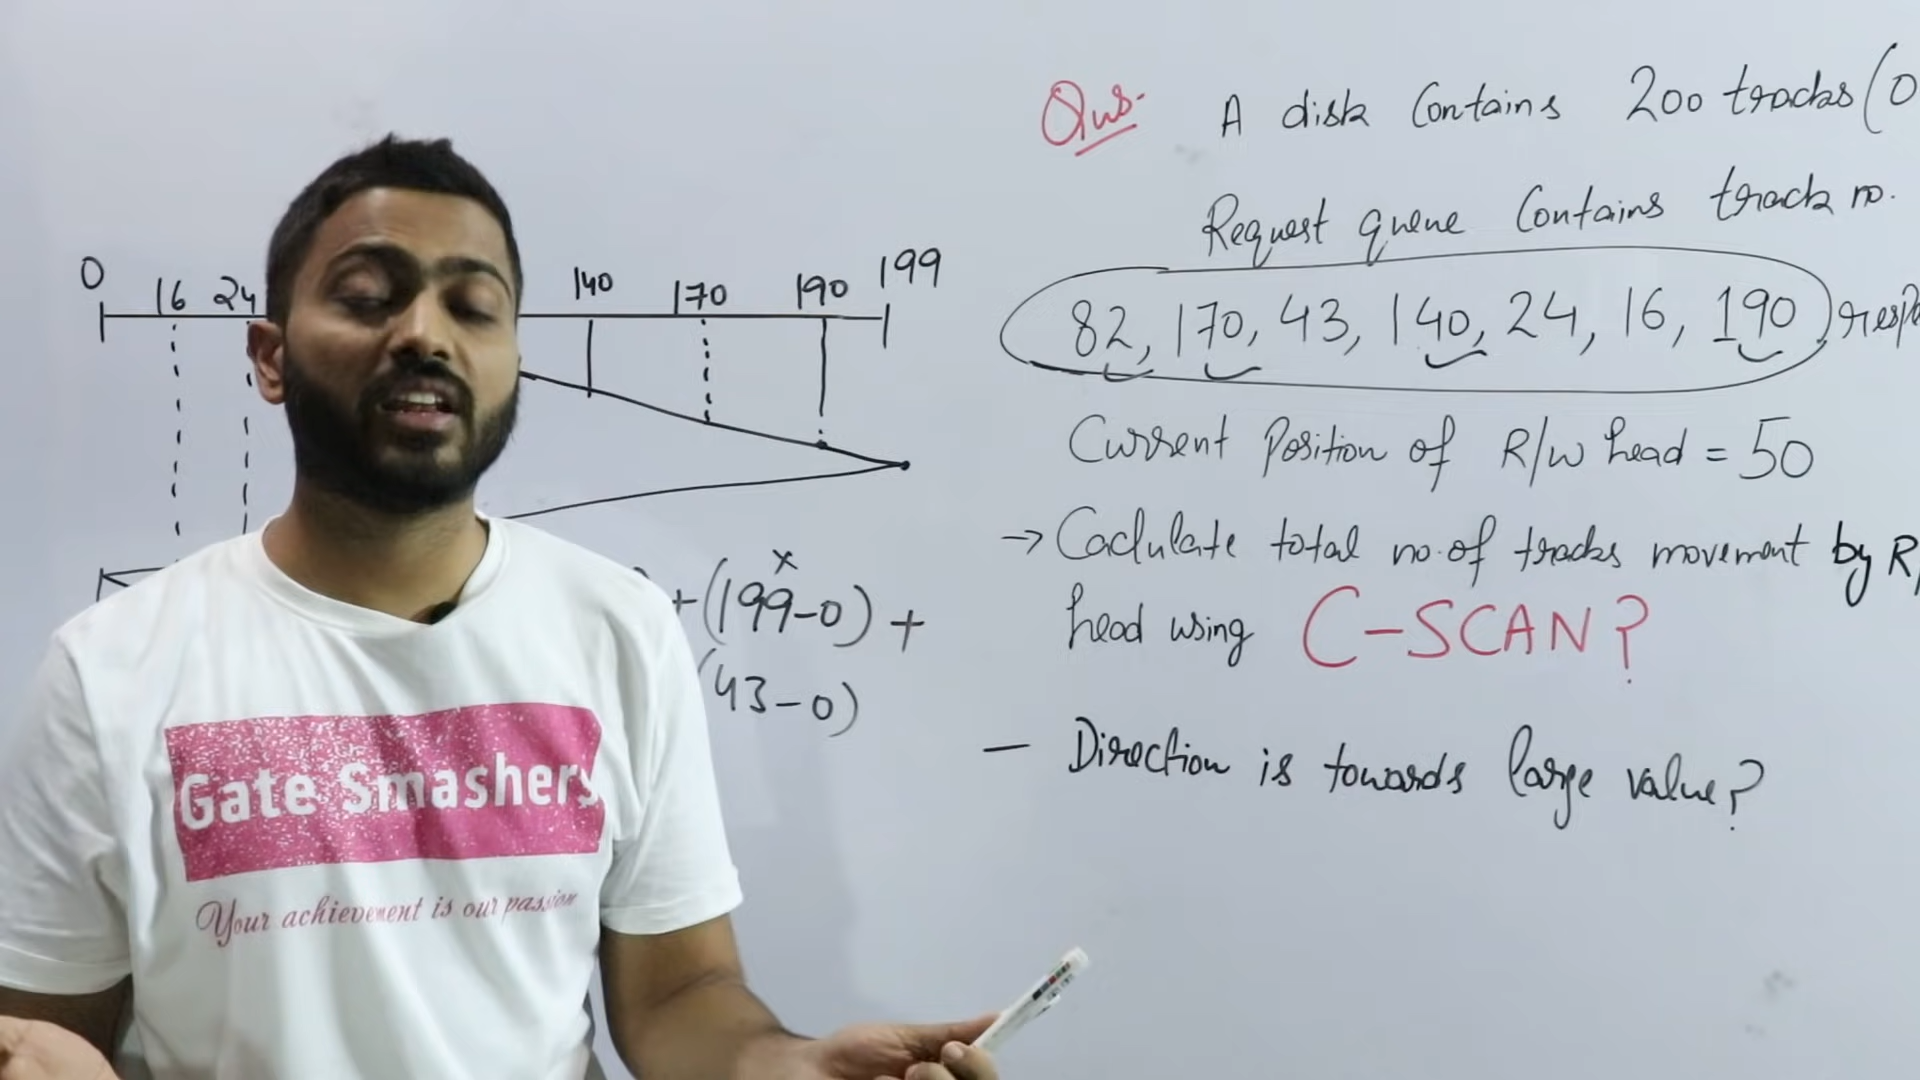 Qus. A disk Contains 200 tracks (0
Request queue Contains track no.
82, 170, 43, 140, 24, 16, 190
Current Position of R/W head = 50
→ Caclulate total no. of tracks movement by R/
head using C-SCAN?
— Direction is towards large value?
0 16 24 140 170 190 199
+ (199-0) +
x
(43-0)
Gate Smashers
Your achievement is our passion